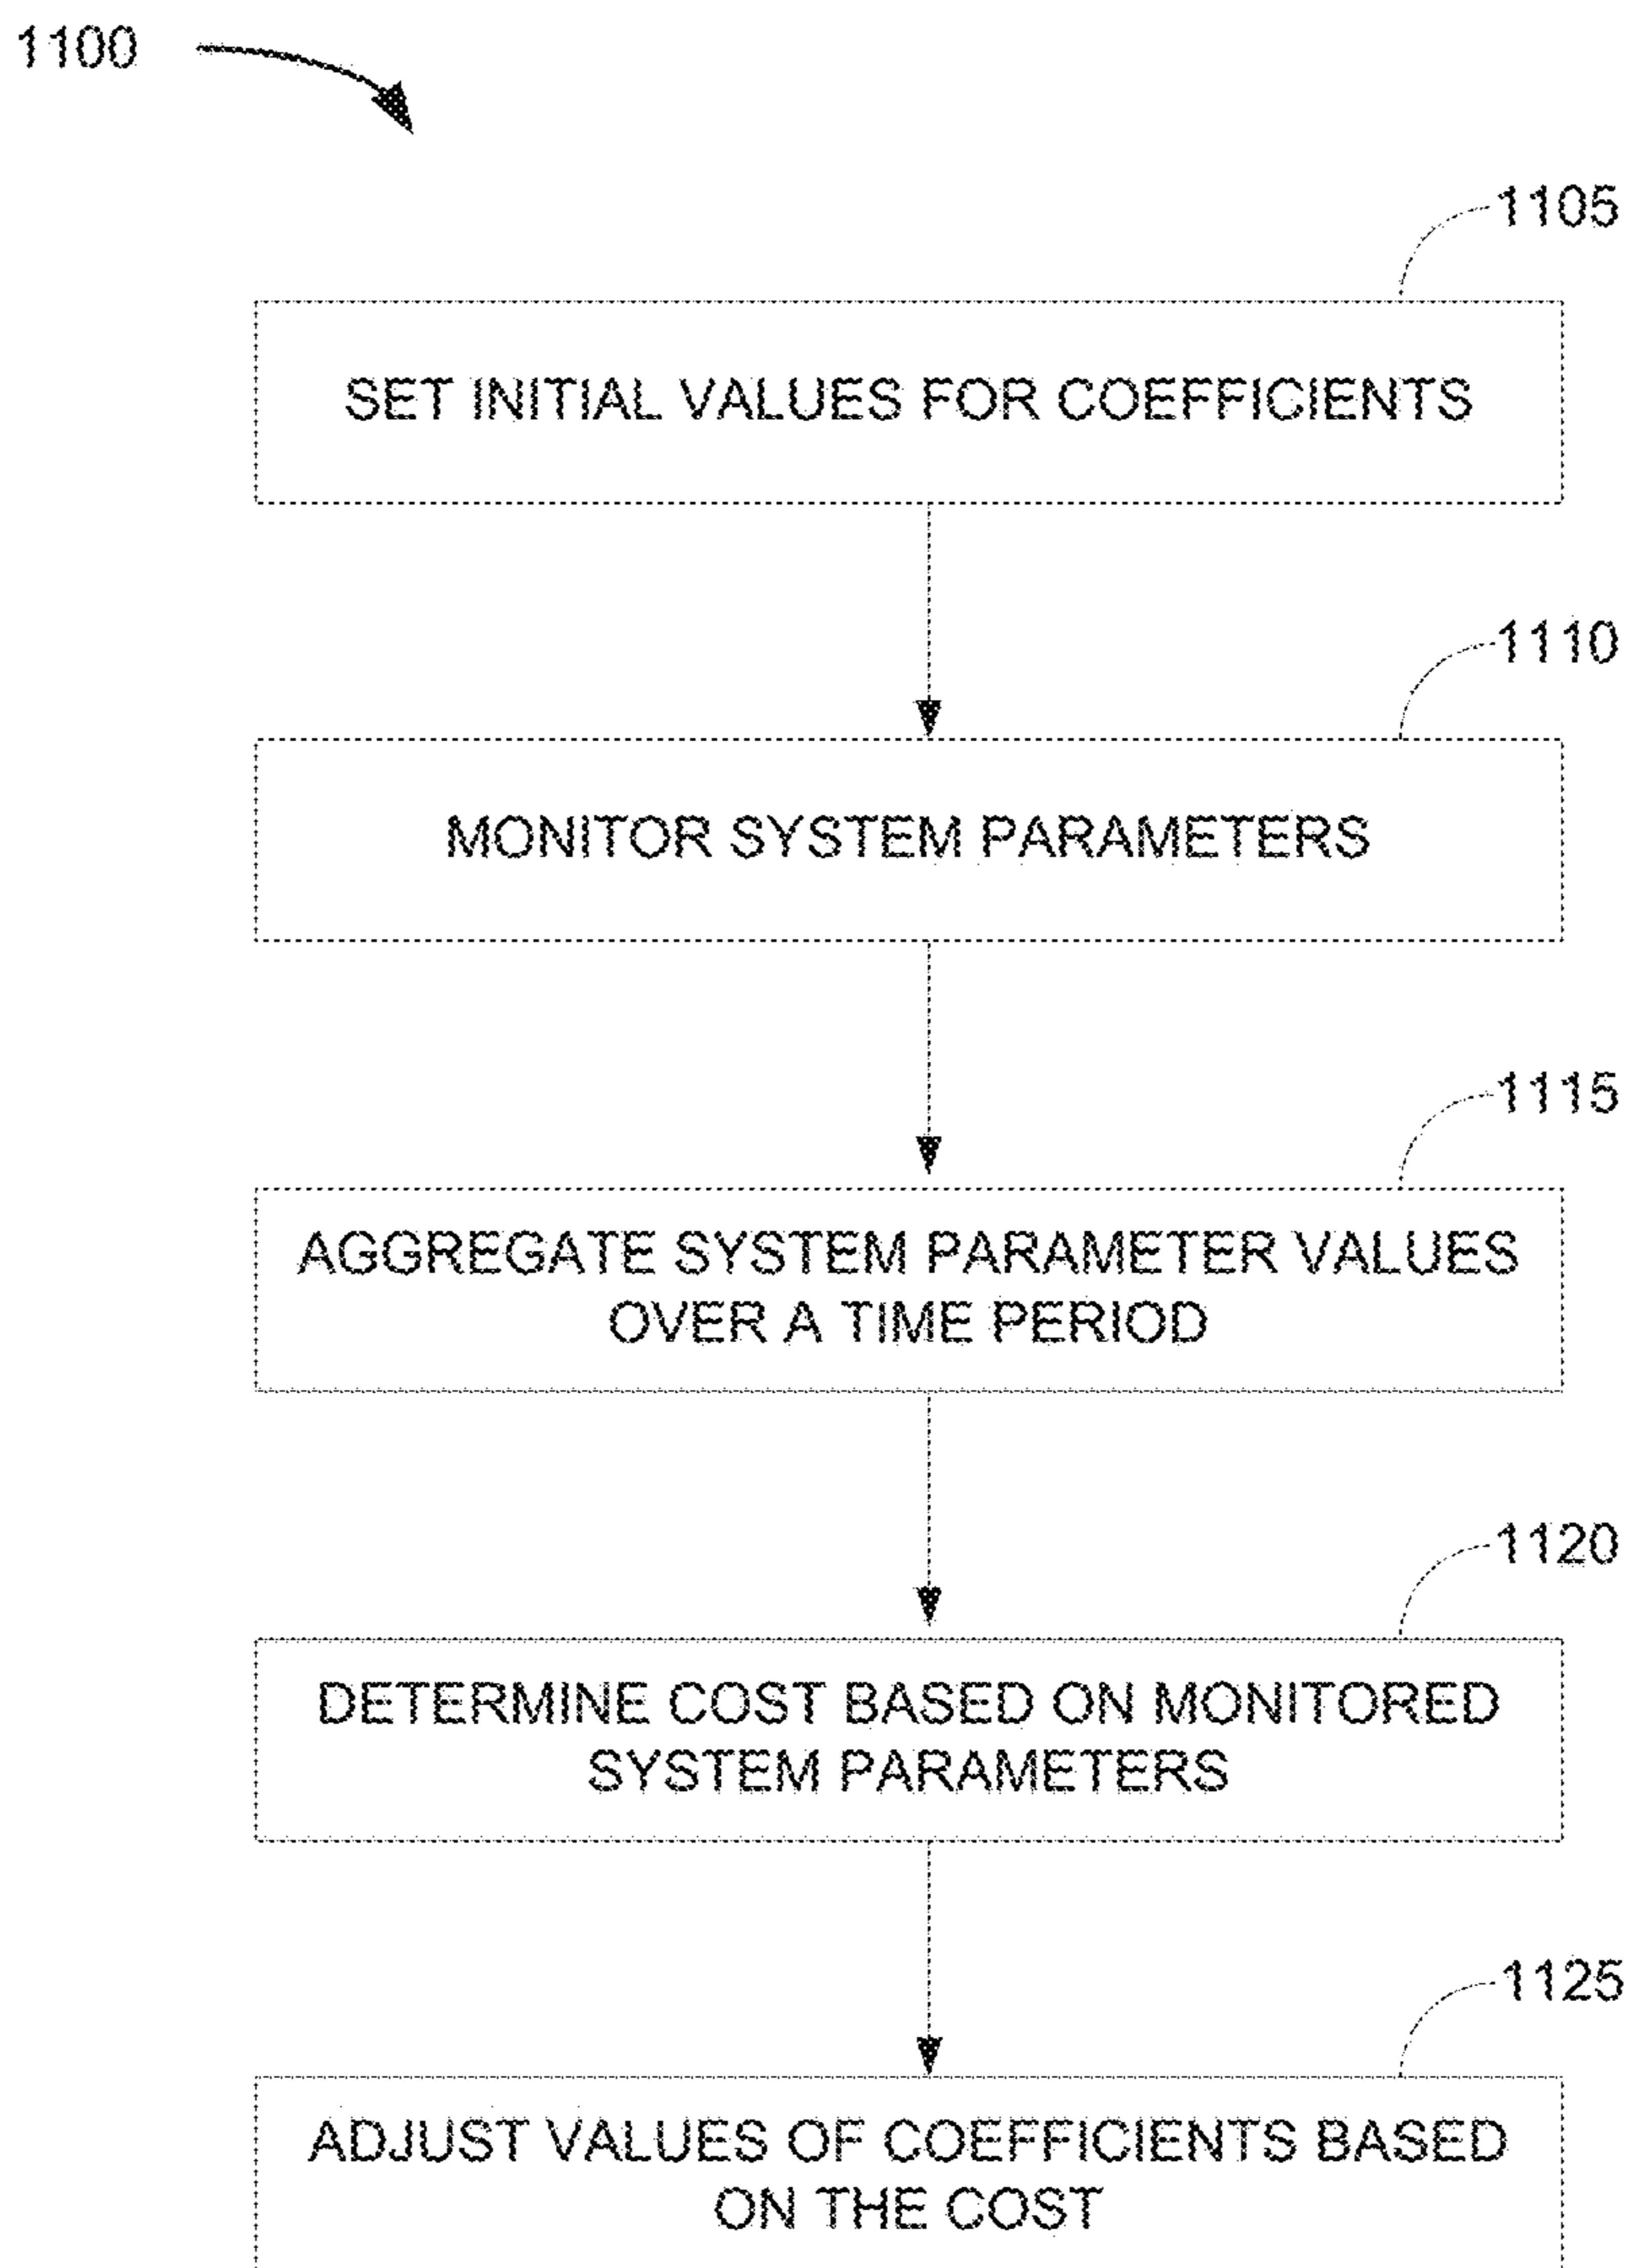 1100
1105
SET INITIAL VALUES FOR COEFFICIENTS
1110
MONITOR SYSTEM PARAMETERS
1115
AGGREGATE SYSTEM PARAMETER VALUES
OVER A TIME PERIOD
1120
DETERMINE COST BASED ON MONITORED
SYSTEM PARAMETERS
1125
ADJUST VALUES OF COEFFICIENTS BASED
ON THE COST